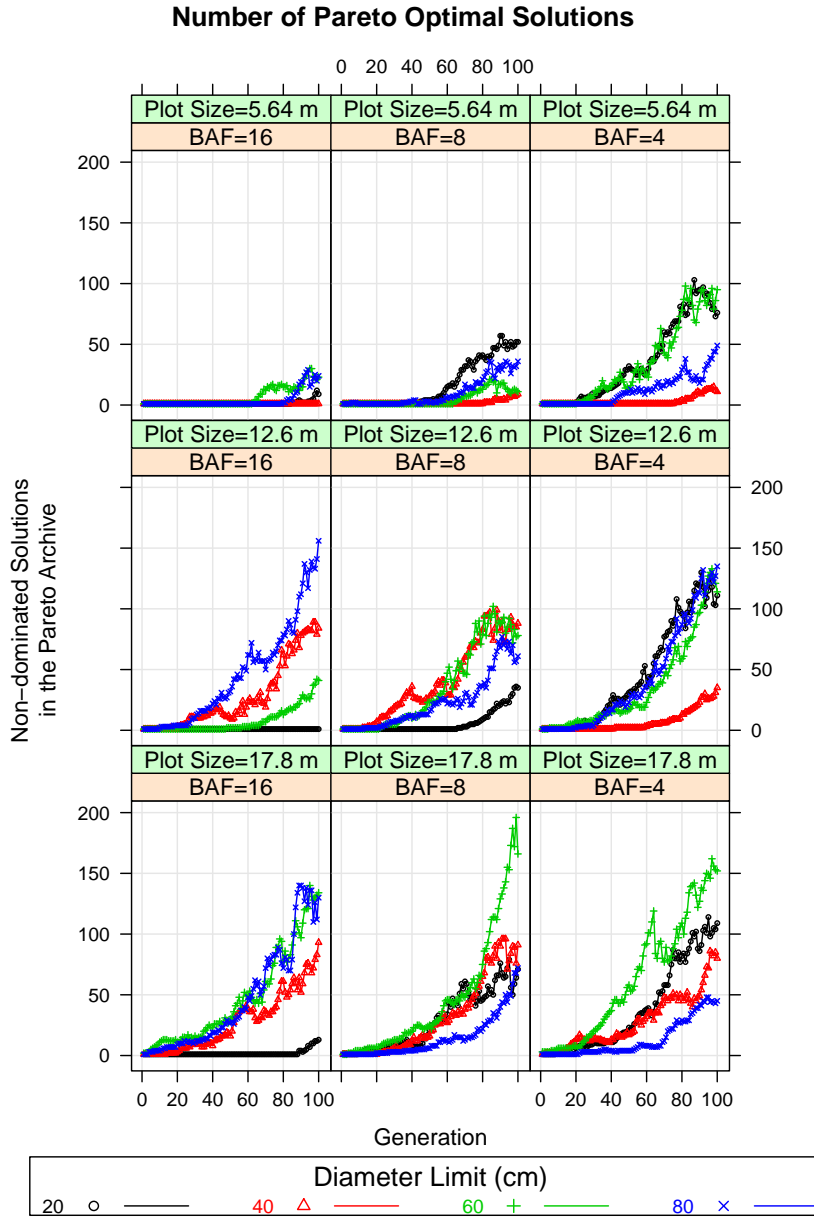 Number of Pareto Optimal Solutions
0 20 40 60 80 100
Plot Size=5.64 m Plot Size=5.64 m Plot Size=5.64 m
BAF=16 BAF=8 BAF=4
200
150
100
50
0
Plot Size=12.6 m Plot Size=12.6 m Plot Size=12.6 m
BAF=16 BAF=8 BAF=4
200
150
100
50
0
Plot Size=17.8 m Plot Size=17.8 m Plot Size=17.8 m
BAF=16 BAF=8 BAF=4
200
150
100
50
0
0 20 40 60 80 100 0 20 40 60 80 100
Non−dominated Solutions
in the Pareto Archive
Generation
Diameter Limit (cm)
20 40 60 80